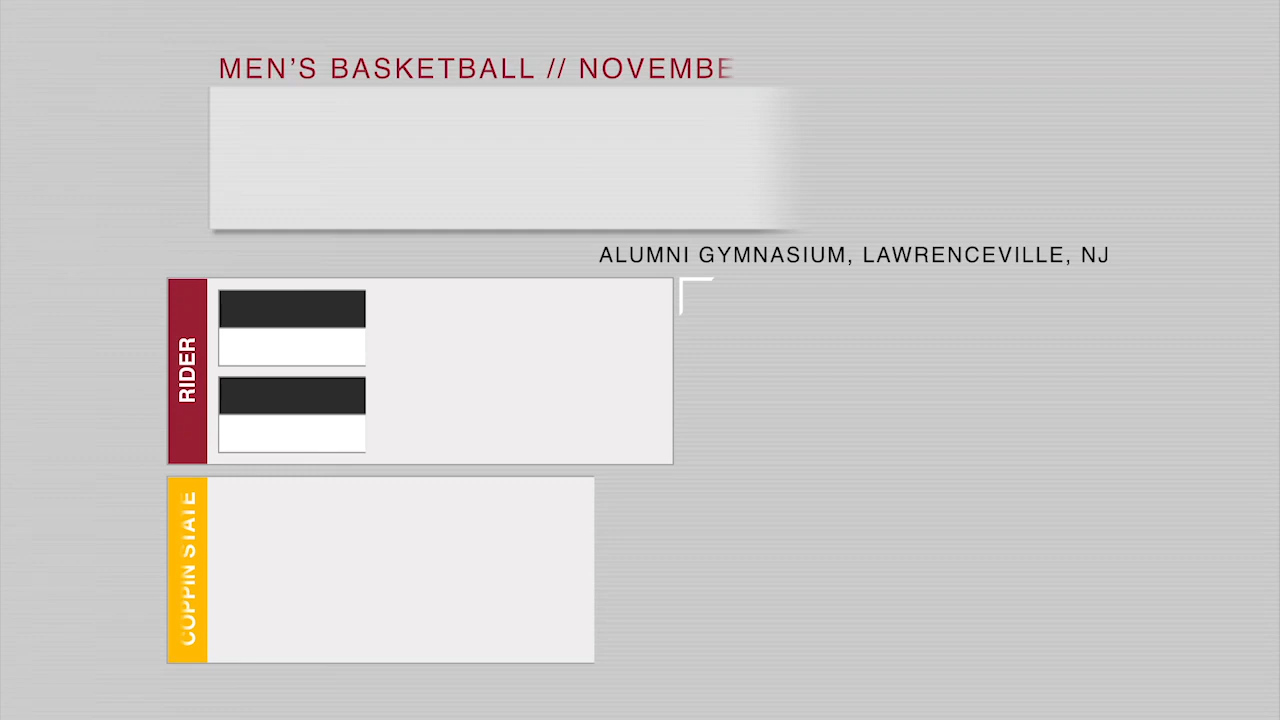 MEN'S BASKETBALL // NOVEMBE
ALUMNI GYMNASIUM, LAWRENCEVILLE, NJ
RIDER
COPPIN STATE